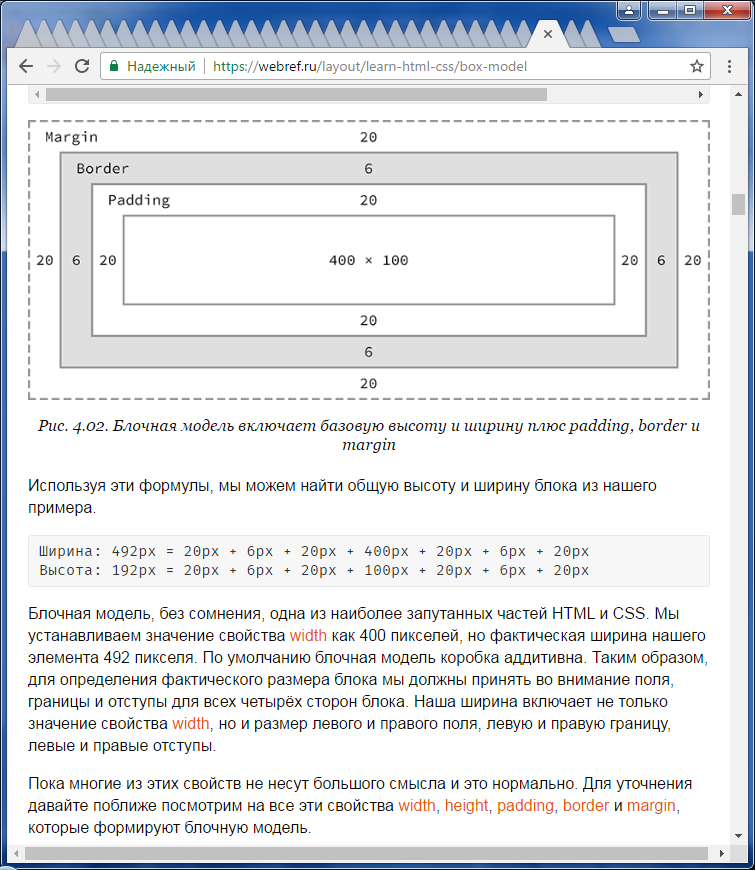 Надежный | https://webref.ru/layout/learn-html-css/box-model
Margin 20
Border 6
Padding 20
20 6 20 400 × 100 20 6 20
20
6
20
Рис. 4.02. Блочная модель включает базовую высоту и ширину плюс padding, border и
margin
Используя эти формулы, мы можем найти общую высоту и ширину блока из нашего
примера.
Ширина: 492px = 20px + 6px + 20px + 400px + 20px + 6px + 20px
Высота: 192px = 20px + 6px + 20px + 100px + 20px + 6px + 20px
Блочная модель, без сомнения, одна из наиболее запутанных частей HTML и CSS. Мы
устанавливаем значение свойства width как 400 пикселей, но фактическая ширина нашего
элемента 492 пикселя. По умолчанию блочная модель коробка аддитивна. Таким образом,
для определения фактического размера блока мы должны принять во внимание поля,
границы и отступы для всех четырёх сторон блока. Наша ширина включает не только
значение свойства width, но и размер левого и правого поля, левую и правую границу,
левые и правые отступы.
Пока многие из этих свойств не несут большого смысла и это нормально. Для уточнения
давайте поближе посмотрим на все эти свойства width, height, padding, border и margin,
которые формируют блочную модель.